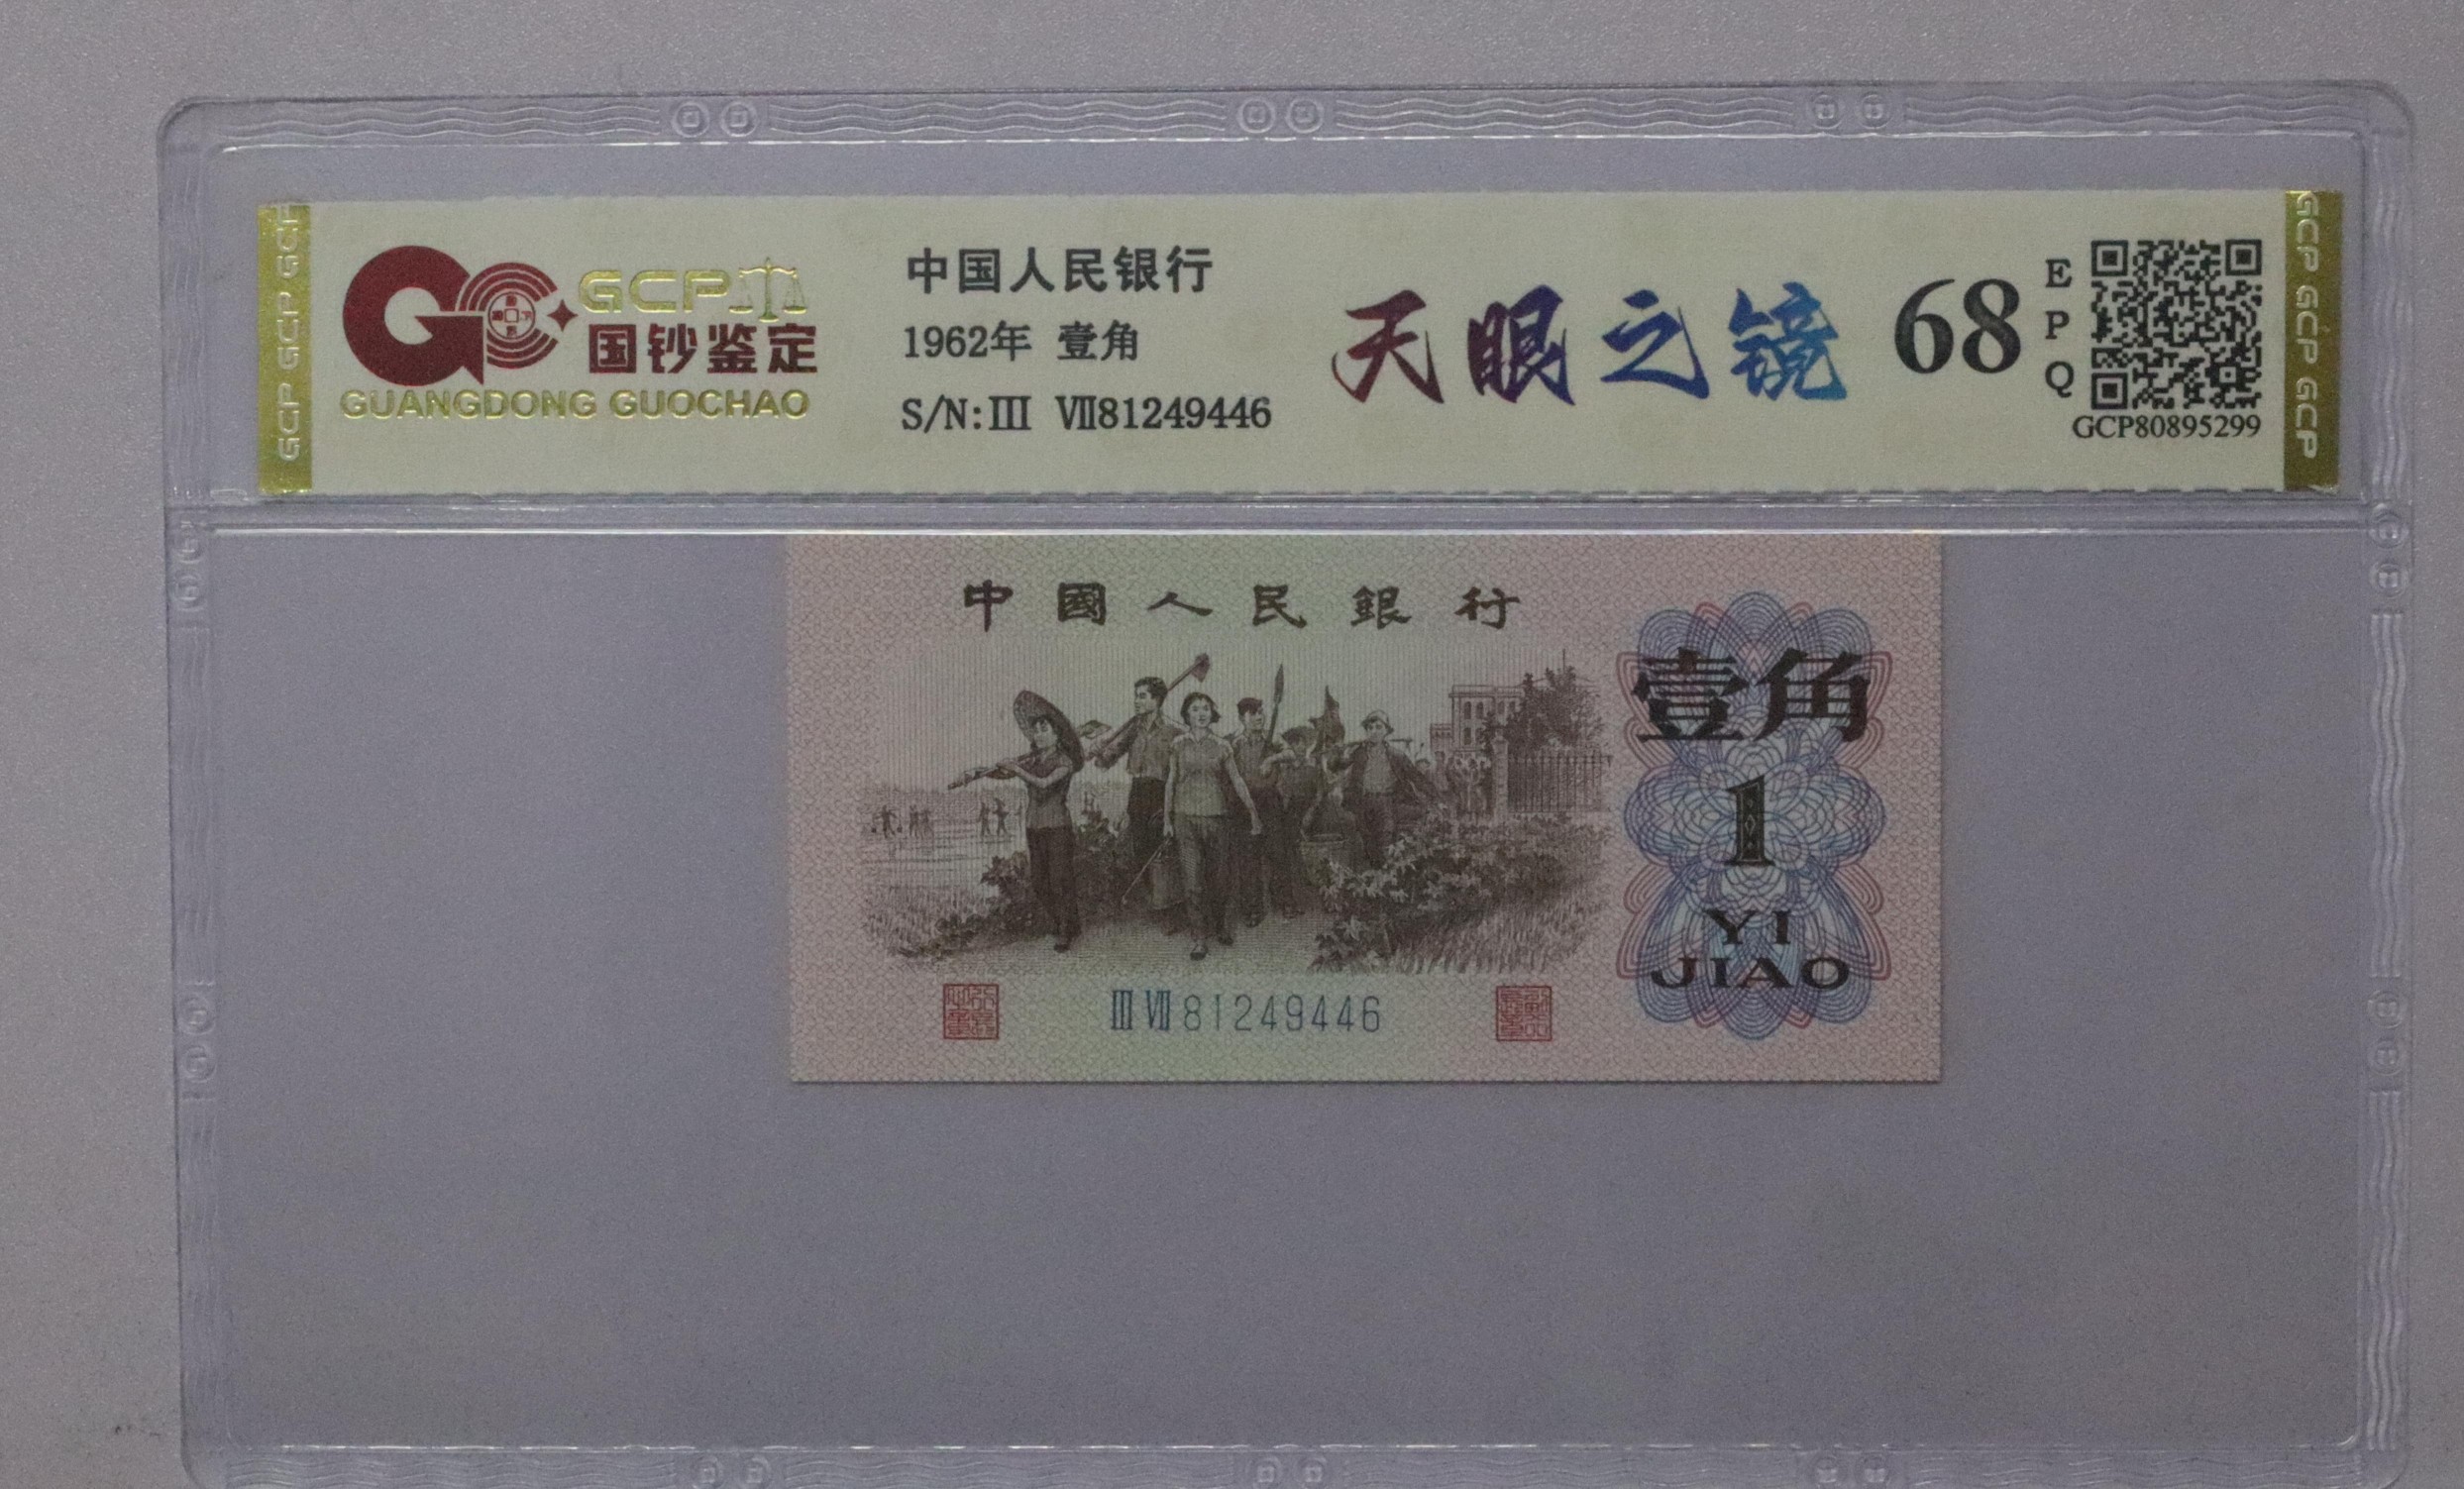 GCP
国钞鉴定
GUANGDONG GUOCHAO
中国人民银行
1962年 壹角
S/N:III VII81249446
天眼之镜
68
EPQ
GCP80895299
GCP GCP GCP
GCP GCP GCP
中國人民銀行
壹角
1
YI
JIAO
III VII 81249446